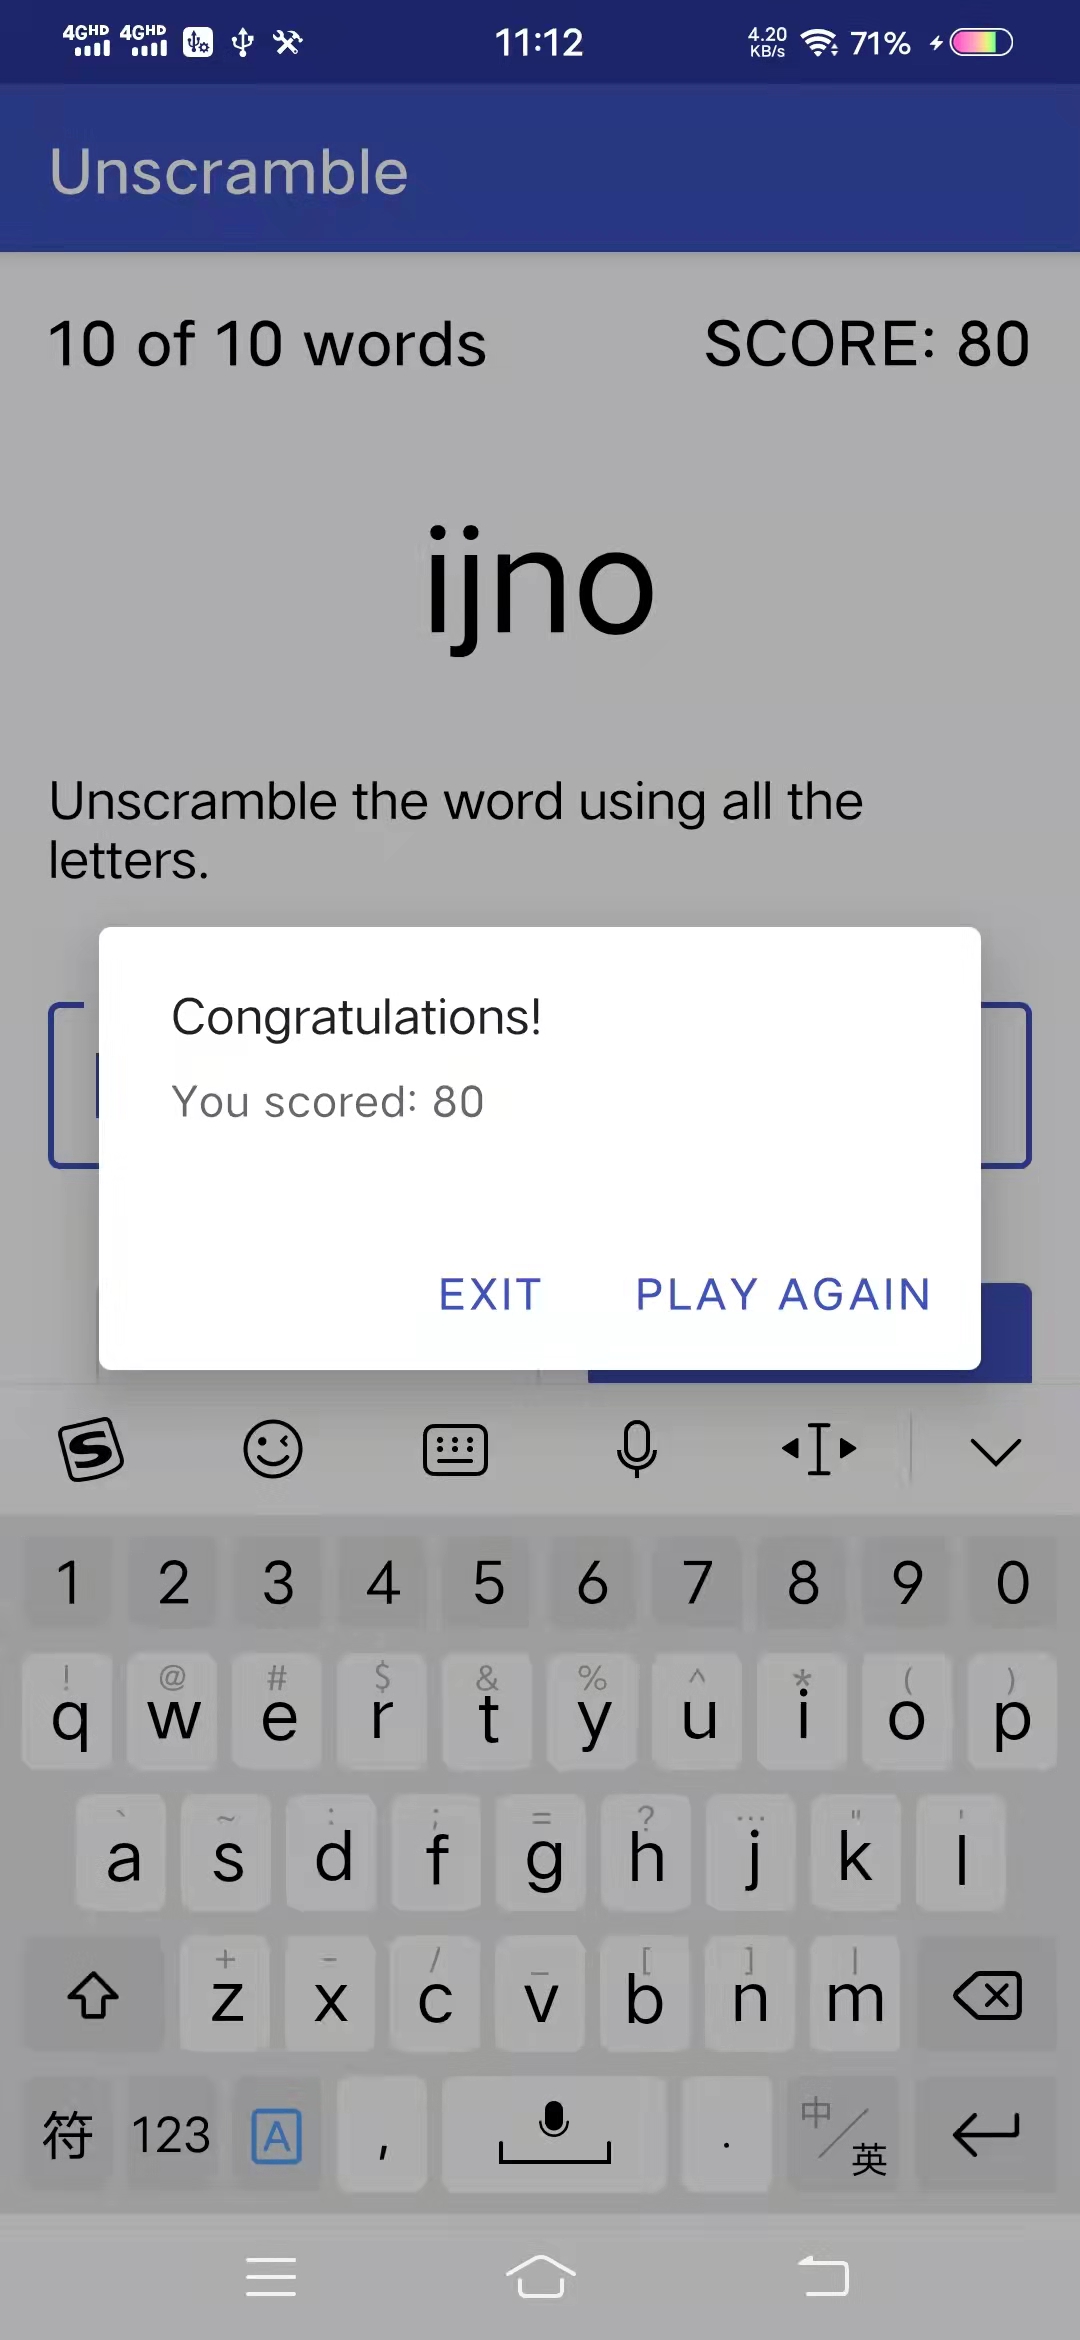 4GHD 4GHD 11:12 4.20 KB/s 71%
Unscramble
10 of 10 words SCORE: 80
ijno
Unscramble the word using all the
letters.
Congratulations!
You scored: 80
EXIT PLAY AGAIN
S
1 2 3 4 5 6 7 8 9 0
! @ # $ & % ^ * ( )
q w e r t y u i o p
` ~ : ; = ? … " '
a s d f g h j k l
+ - / _ [ ] |
z x c v b n m
符 123 A , . 中/英